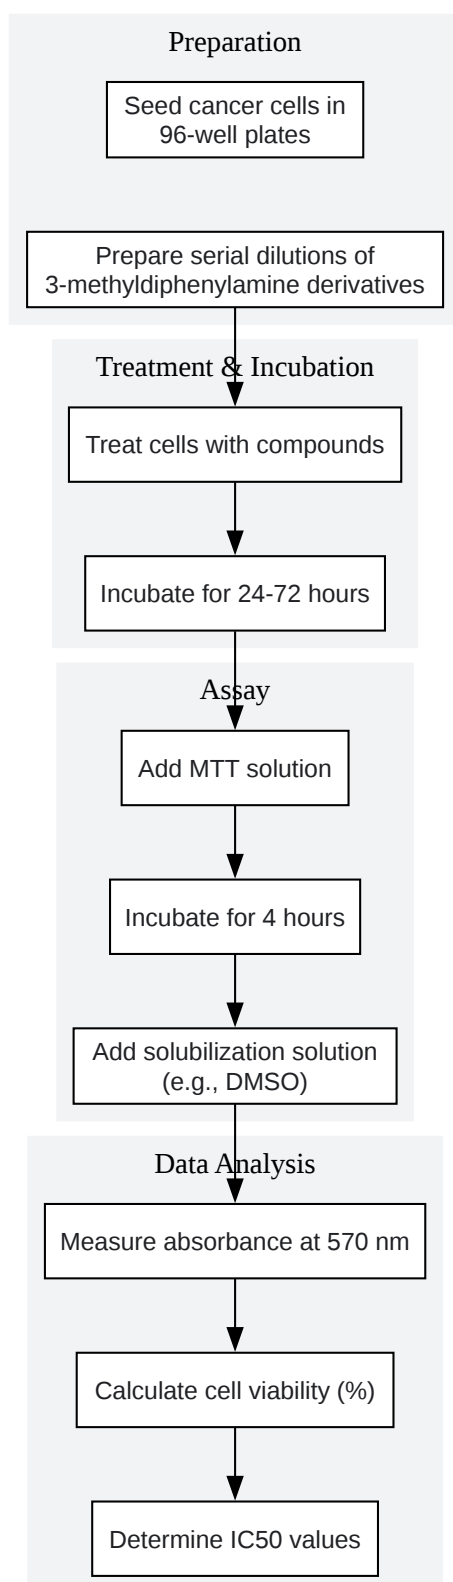 Preparation
Seed cancer cells in
96-well plates
Prepare serial dilutions of
3-methyldiphenylamine derivatives
Treatment & Incubation
Treat cells with compounds
Incubate for 24-72 hours
Assay
Add MTT solution
Incubate for 4 hours
Add solubilization solution
(e.g., DMSO)
Data Analysis
Measure absorbance at 570 nm
Calculate cell viability (%)
Determine IC50 values